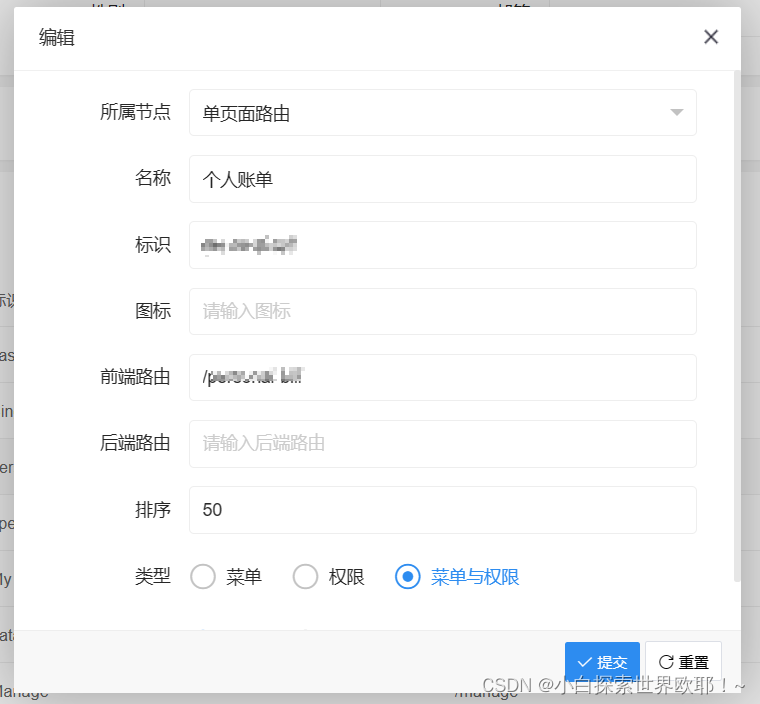 编辑
所属节点 单页面路由
名称 个人账单
标识
图标 请输入图标
前端路由
后端路由 请输入后端路由
排序 50
类型 菜单 权限 菜单与权限
提交 重置
CSDN @小白探索世界欧耶！~
/manage